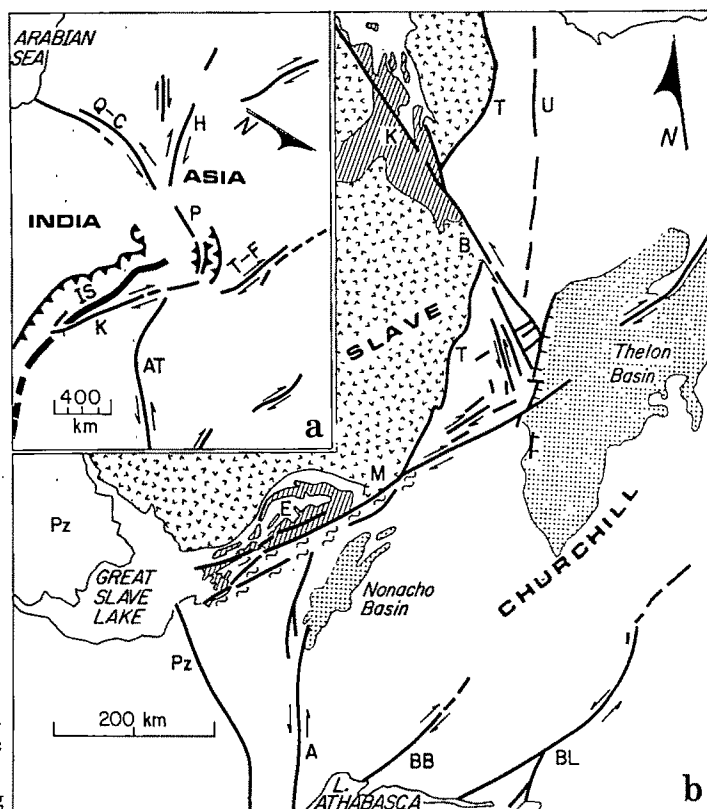 ARABIAN
SEA
Q-C
H
N
ASIA
INDIA
P
T-F
IS
K
AT
400
km
a
T
U
K
N
B
SLAVE
Thelon
Basin
T
M
E
Pz
GREAT
SLAVE
LAKE
Nonacho
Basin
CHURCHILL
Pz
200 km
A
BB
BL
L.
ATHABASCA
b